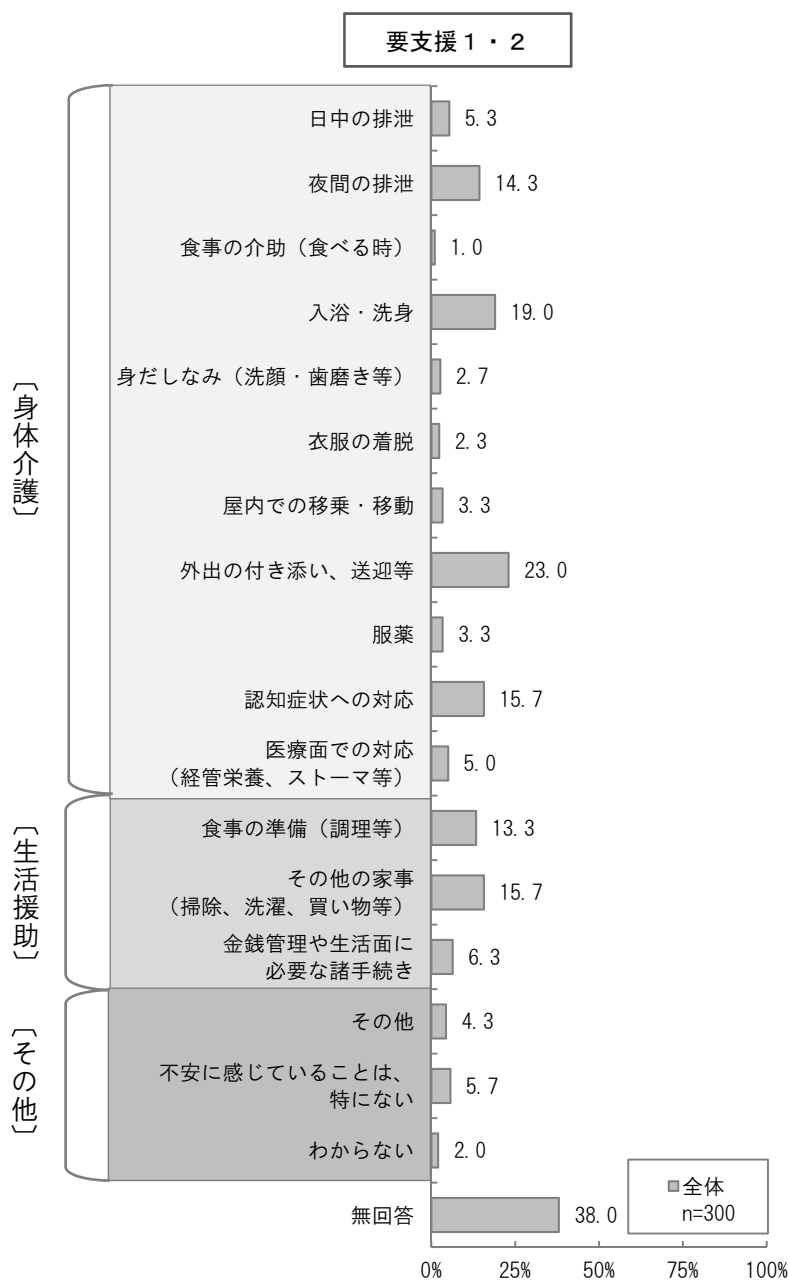 要支援１・２
〔身体介護〕
日中の排泄 5.3
夜間の排泄 14.3
食事の介助（食べる時） 1.0
入浴・洗身 19.0
身だしなみ（洗顔・歯磨き等） 2.7
衣服の着脱 2.3
屋内での移乗・移動 3.3
外出の付き添い、送迎等 23.0
服薬 3.3
認知症状への対応 15.7
医療面での対応
（経管栄養、ストーマ等） 5.0
〔生活援助〕
食事の準備（調理等） 13.3
その他の家事
（掃除、洗濯、買い物等） 15.7
金銭管理や生活面に
必要な諸手続き 6.3
〔その他〕
その他 4.3
不安に感じていることは、
特にない 5.7
わからない 2.0
無回答 38.0
全体
n=300
0% 25% 50% 75% 100%